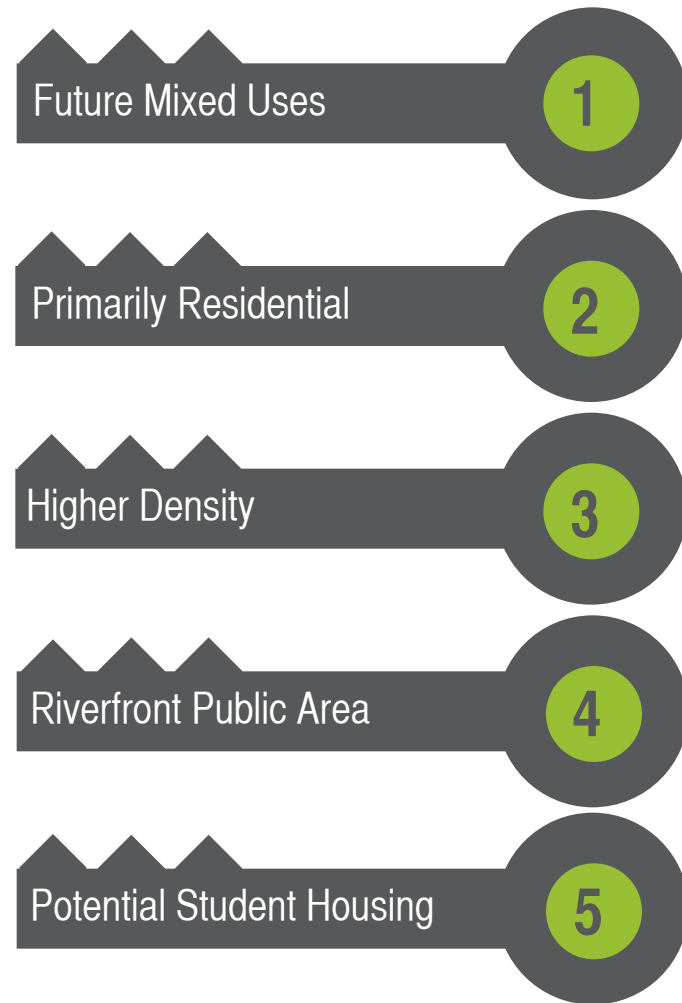 Future Mixed Uses 1
Primarily Residential 2
Higher Density 3
Riverfront Public Area 4
Potential Student Housing 5